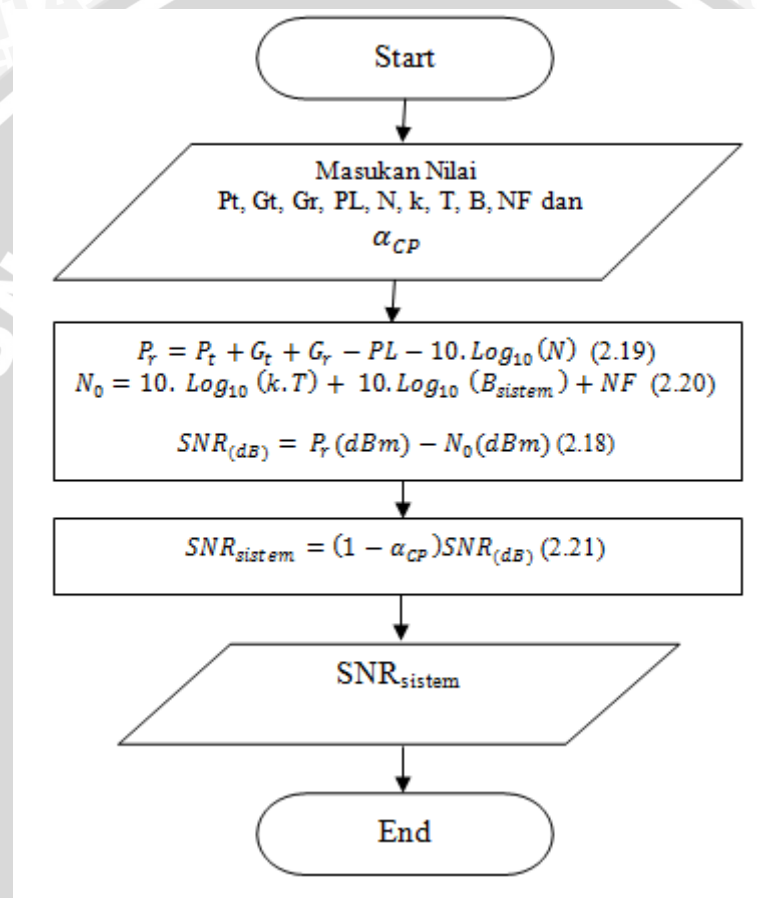 Start
Masukan Nilai
Pt, Gt, Gr, PL, N, k, T, B, NF dan
α_CP
P_r = P_t + G_t + G_r − PL − 10. Log_10 (N) (2.19)
N_0 = 10. Log_10 (k.T) + 10. Log_10 (B_sistem) + NF (2.20)
SNR_(dB) = P_r (dBm) − N_0(dBm) (2.18)
SNR_sistem = (1 − α_CP)SNR_(dB) (2.21)
SNR_sistem
End